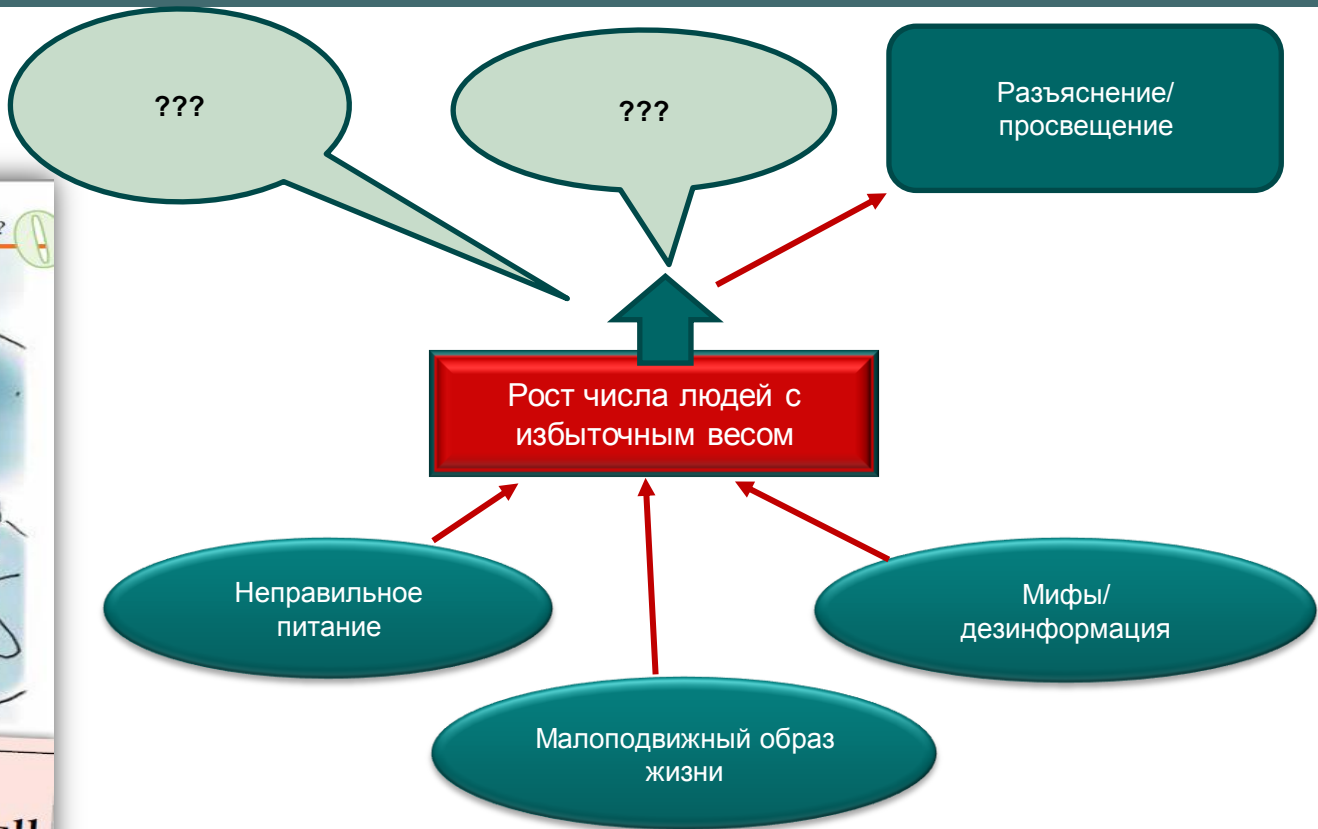 ???
???
Разъяснение/
просвещение
?
Рост числа людей с
избыточным весом
Неправильное
питание
Мифы/
дезинформация
Малоподвижный образ
жизни